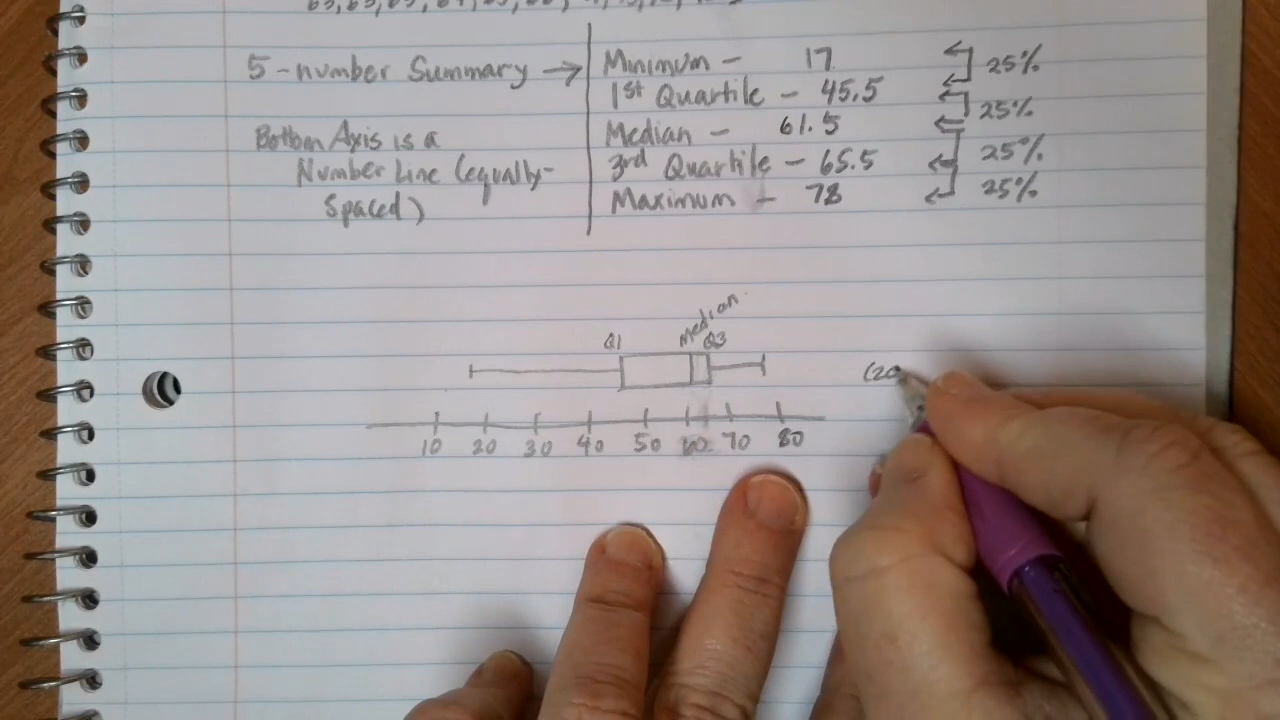 5-number Summary → Minimum - 17 25%
1st Quartile - 45.5 25%
Bottom Axis is a Median - 61.5
Number Line (equally- 3rd Quartile - 65.5 25%
Spaced) Maximum - 78 25%
Median
Q1 Q3
(20
10 20 30 40 50 60 70 80